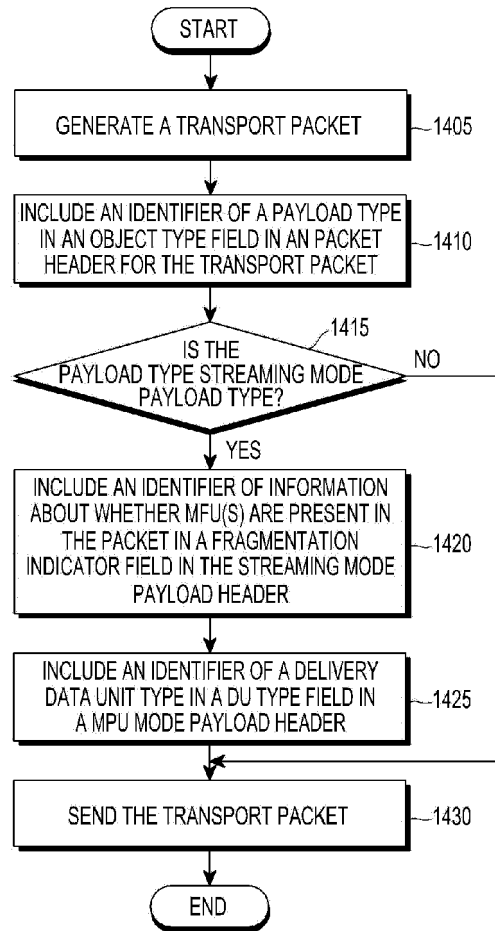 START
GENERATE A TRANSPORT PACKET
1405
INCLUDE AN IDENTIFIER OF A PAYLOAD TYPE
IN AN OBJECT TYPE FIELD IN AN PACKET
HEADER FOR THE TRANSPORT PACKET
1410
1415
IS THE
PAYLOAD TYPE STREAMING MODE
PAYLOAD TYPE?
NO
YES
INCLUDE AN IDENTIFIER OF INFORMATION
ABOUT WHETHER MFU(S) ARE PRESENT IN
THE PACKET IN A FRAGMENTATION
INDICATOR FIELD IN THE STREAMING MODE
PAYLOAD HEADER
1420
INCLUDE AN IDENTIFIER OF A DELIVERY
DATA UNIT TYPE IN A DU TYPE FIELD IN
A MPU MODE PAYLOAD HEADER
1425
SEND THE TRANSPORT PACKET
1430
END